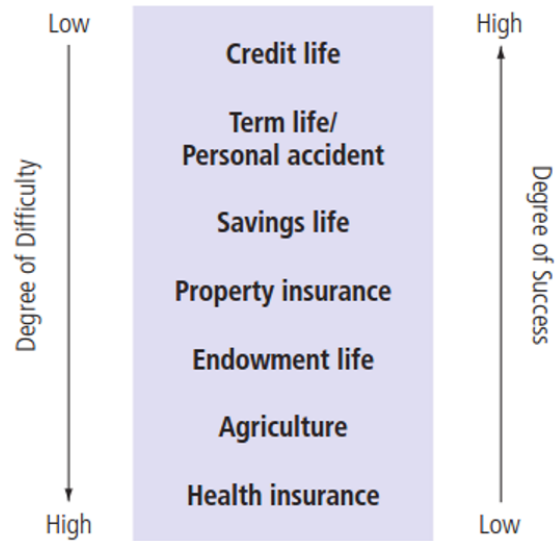 Low
High
Credit life
Term life/
Personal accident
Savings life
Property insurance
Endowment life
Agriculture
Health insurance
Degree of Difficulty
Degree of Success
High
Low